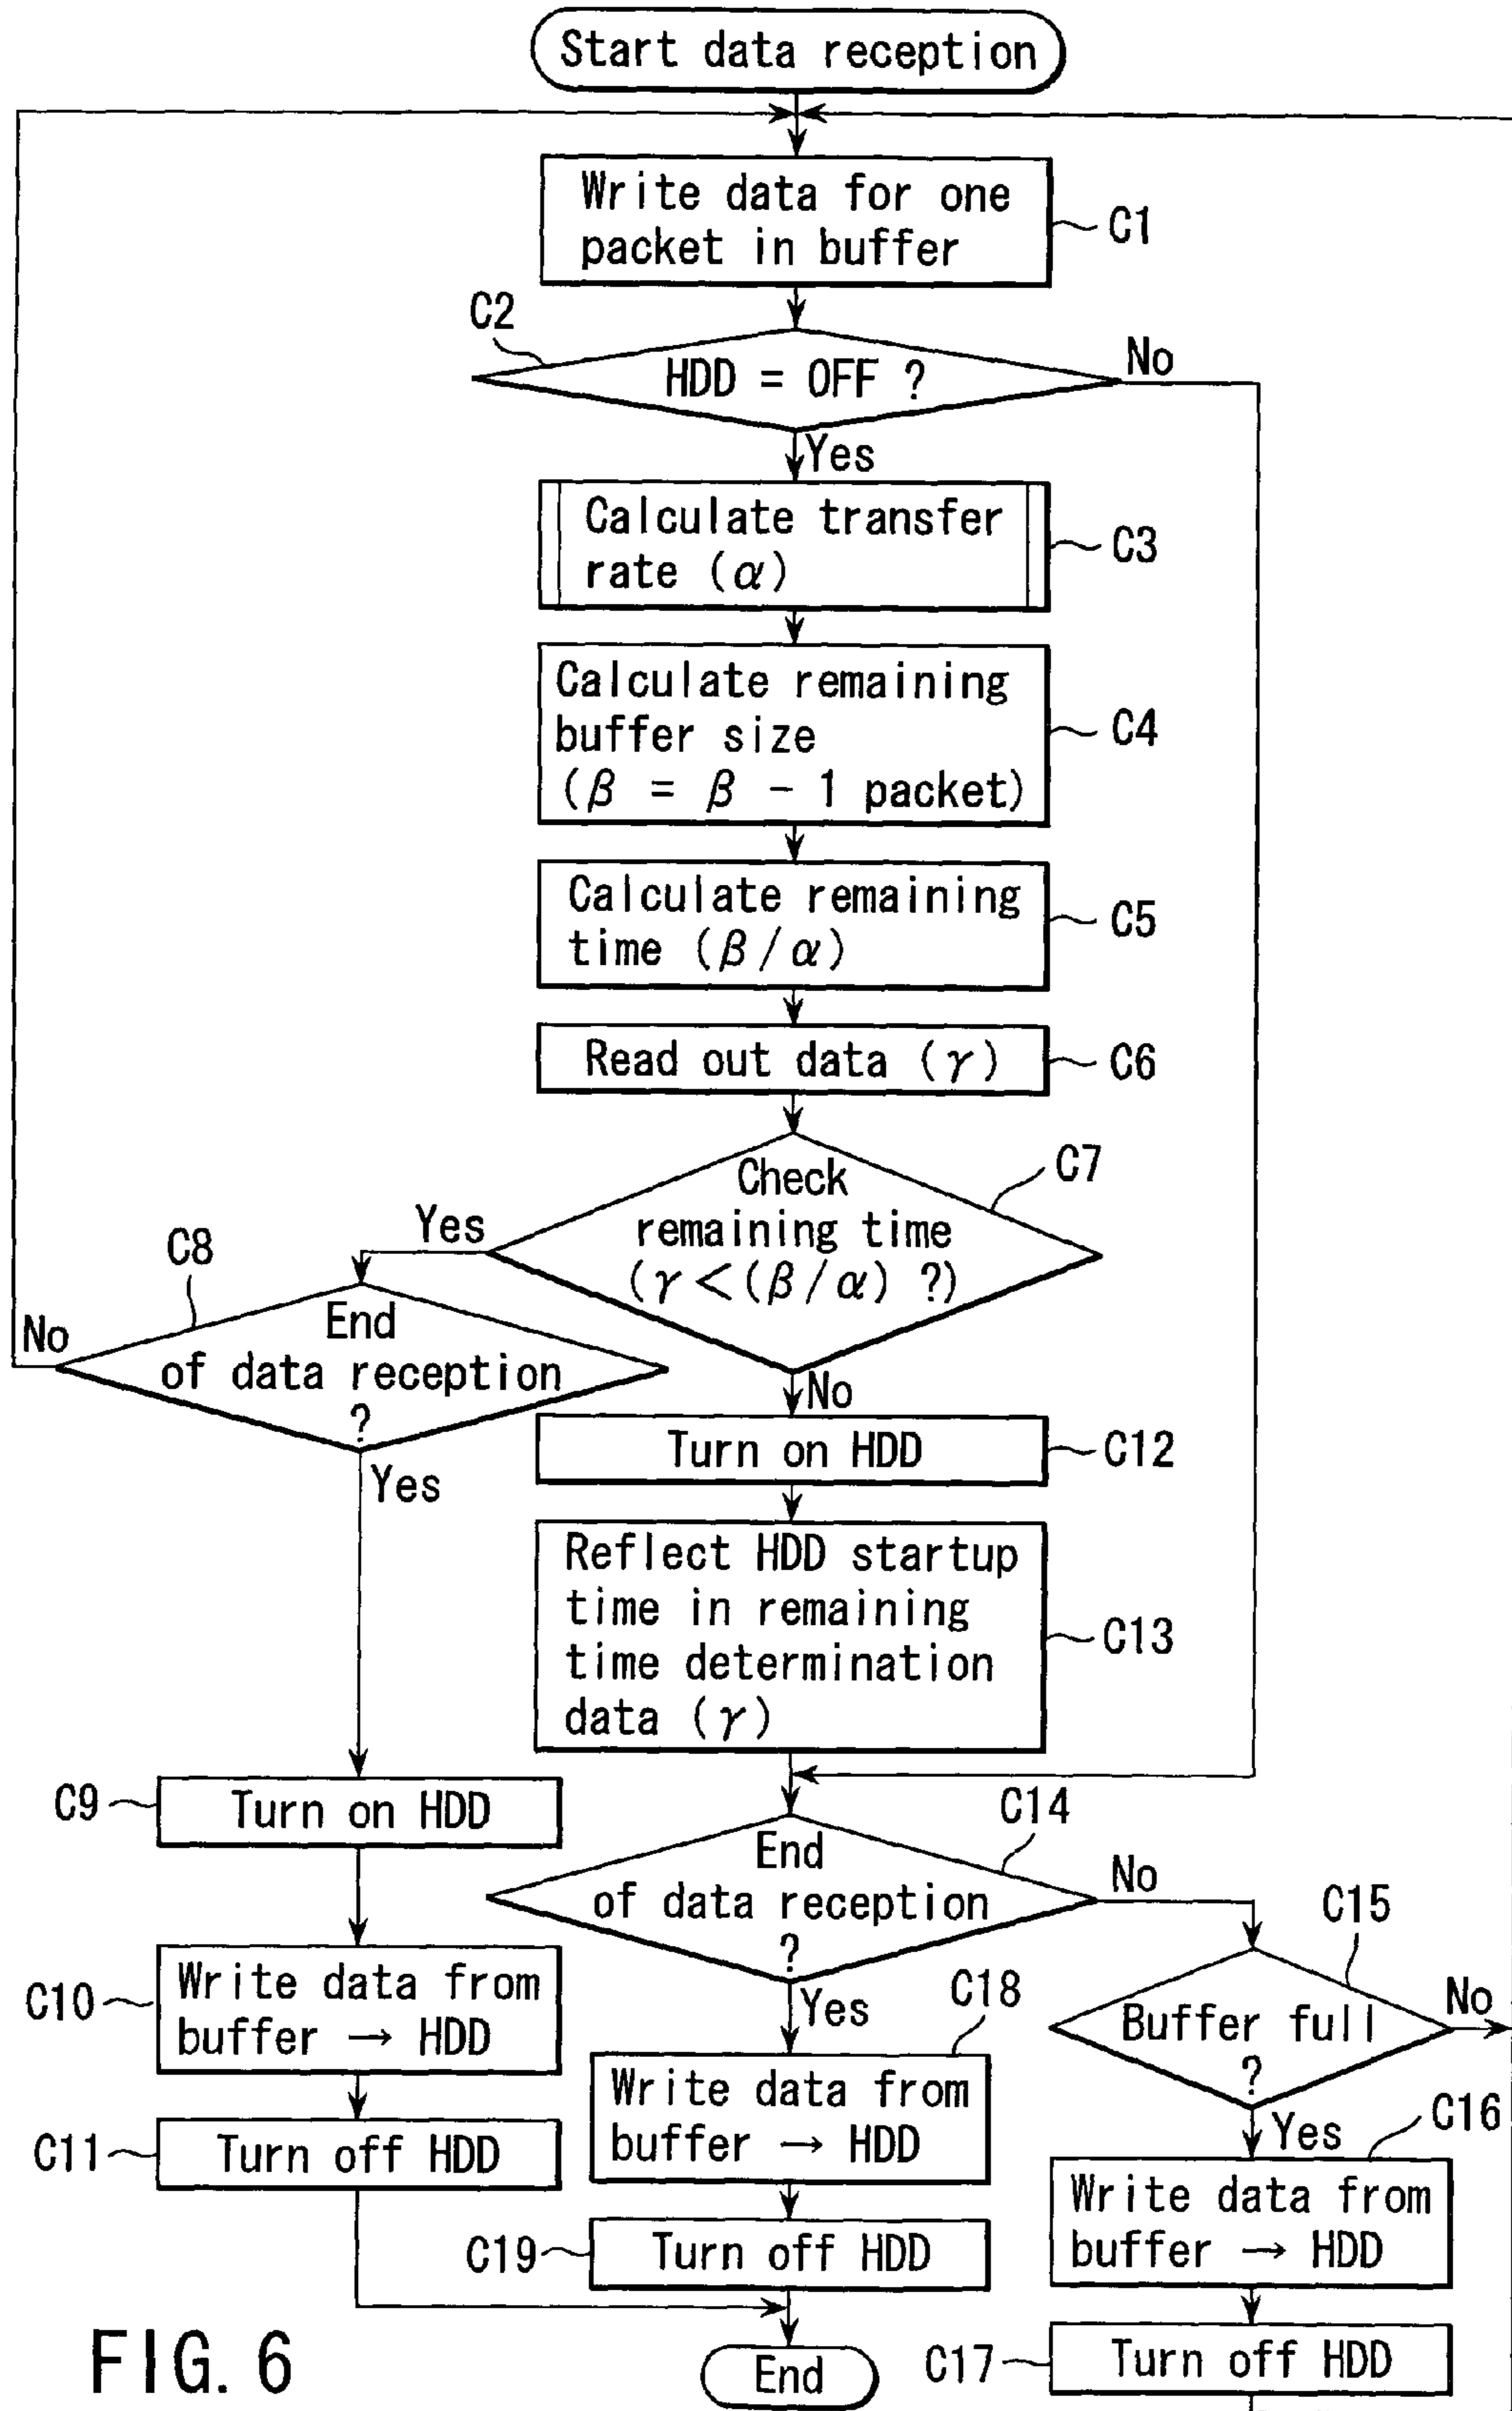 Start data reception
Write data for one
packet in buffer
C1
C2
HDD = OFF ?
No
Yes
Calculate transfer
rate (α)
C3
Calculate remaining
buffer size
(β = β - 1 packet)
C4
Calculate remaining
time (β/α)
C5
Read out data (γ)
C6
Check
remaining time
(γ<(β/α) ?)
C7
Yes
No
C8
End
of data reception
?
No
Yes
Turn on HDD
C12
Reflect HDD startup
time in remaining
time determination
data (γ)
C13
C9
Turn on HDD
C10
Write data from
buffer → HDD
C11
Turn off HDD
End
of data reception
?
C14
No
Yes
C15
Buffer full
?
No
Yes
C18
Write data from
buffer → HDD
C16
Write data from
buffer → HDD
C19
Turn off HDD
C17
Turn off HDD
End
FIG. 6